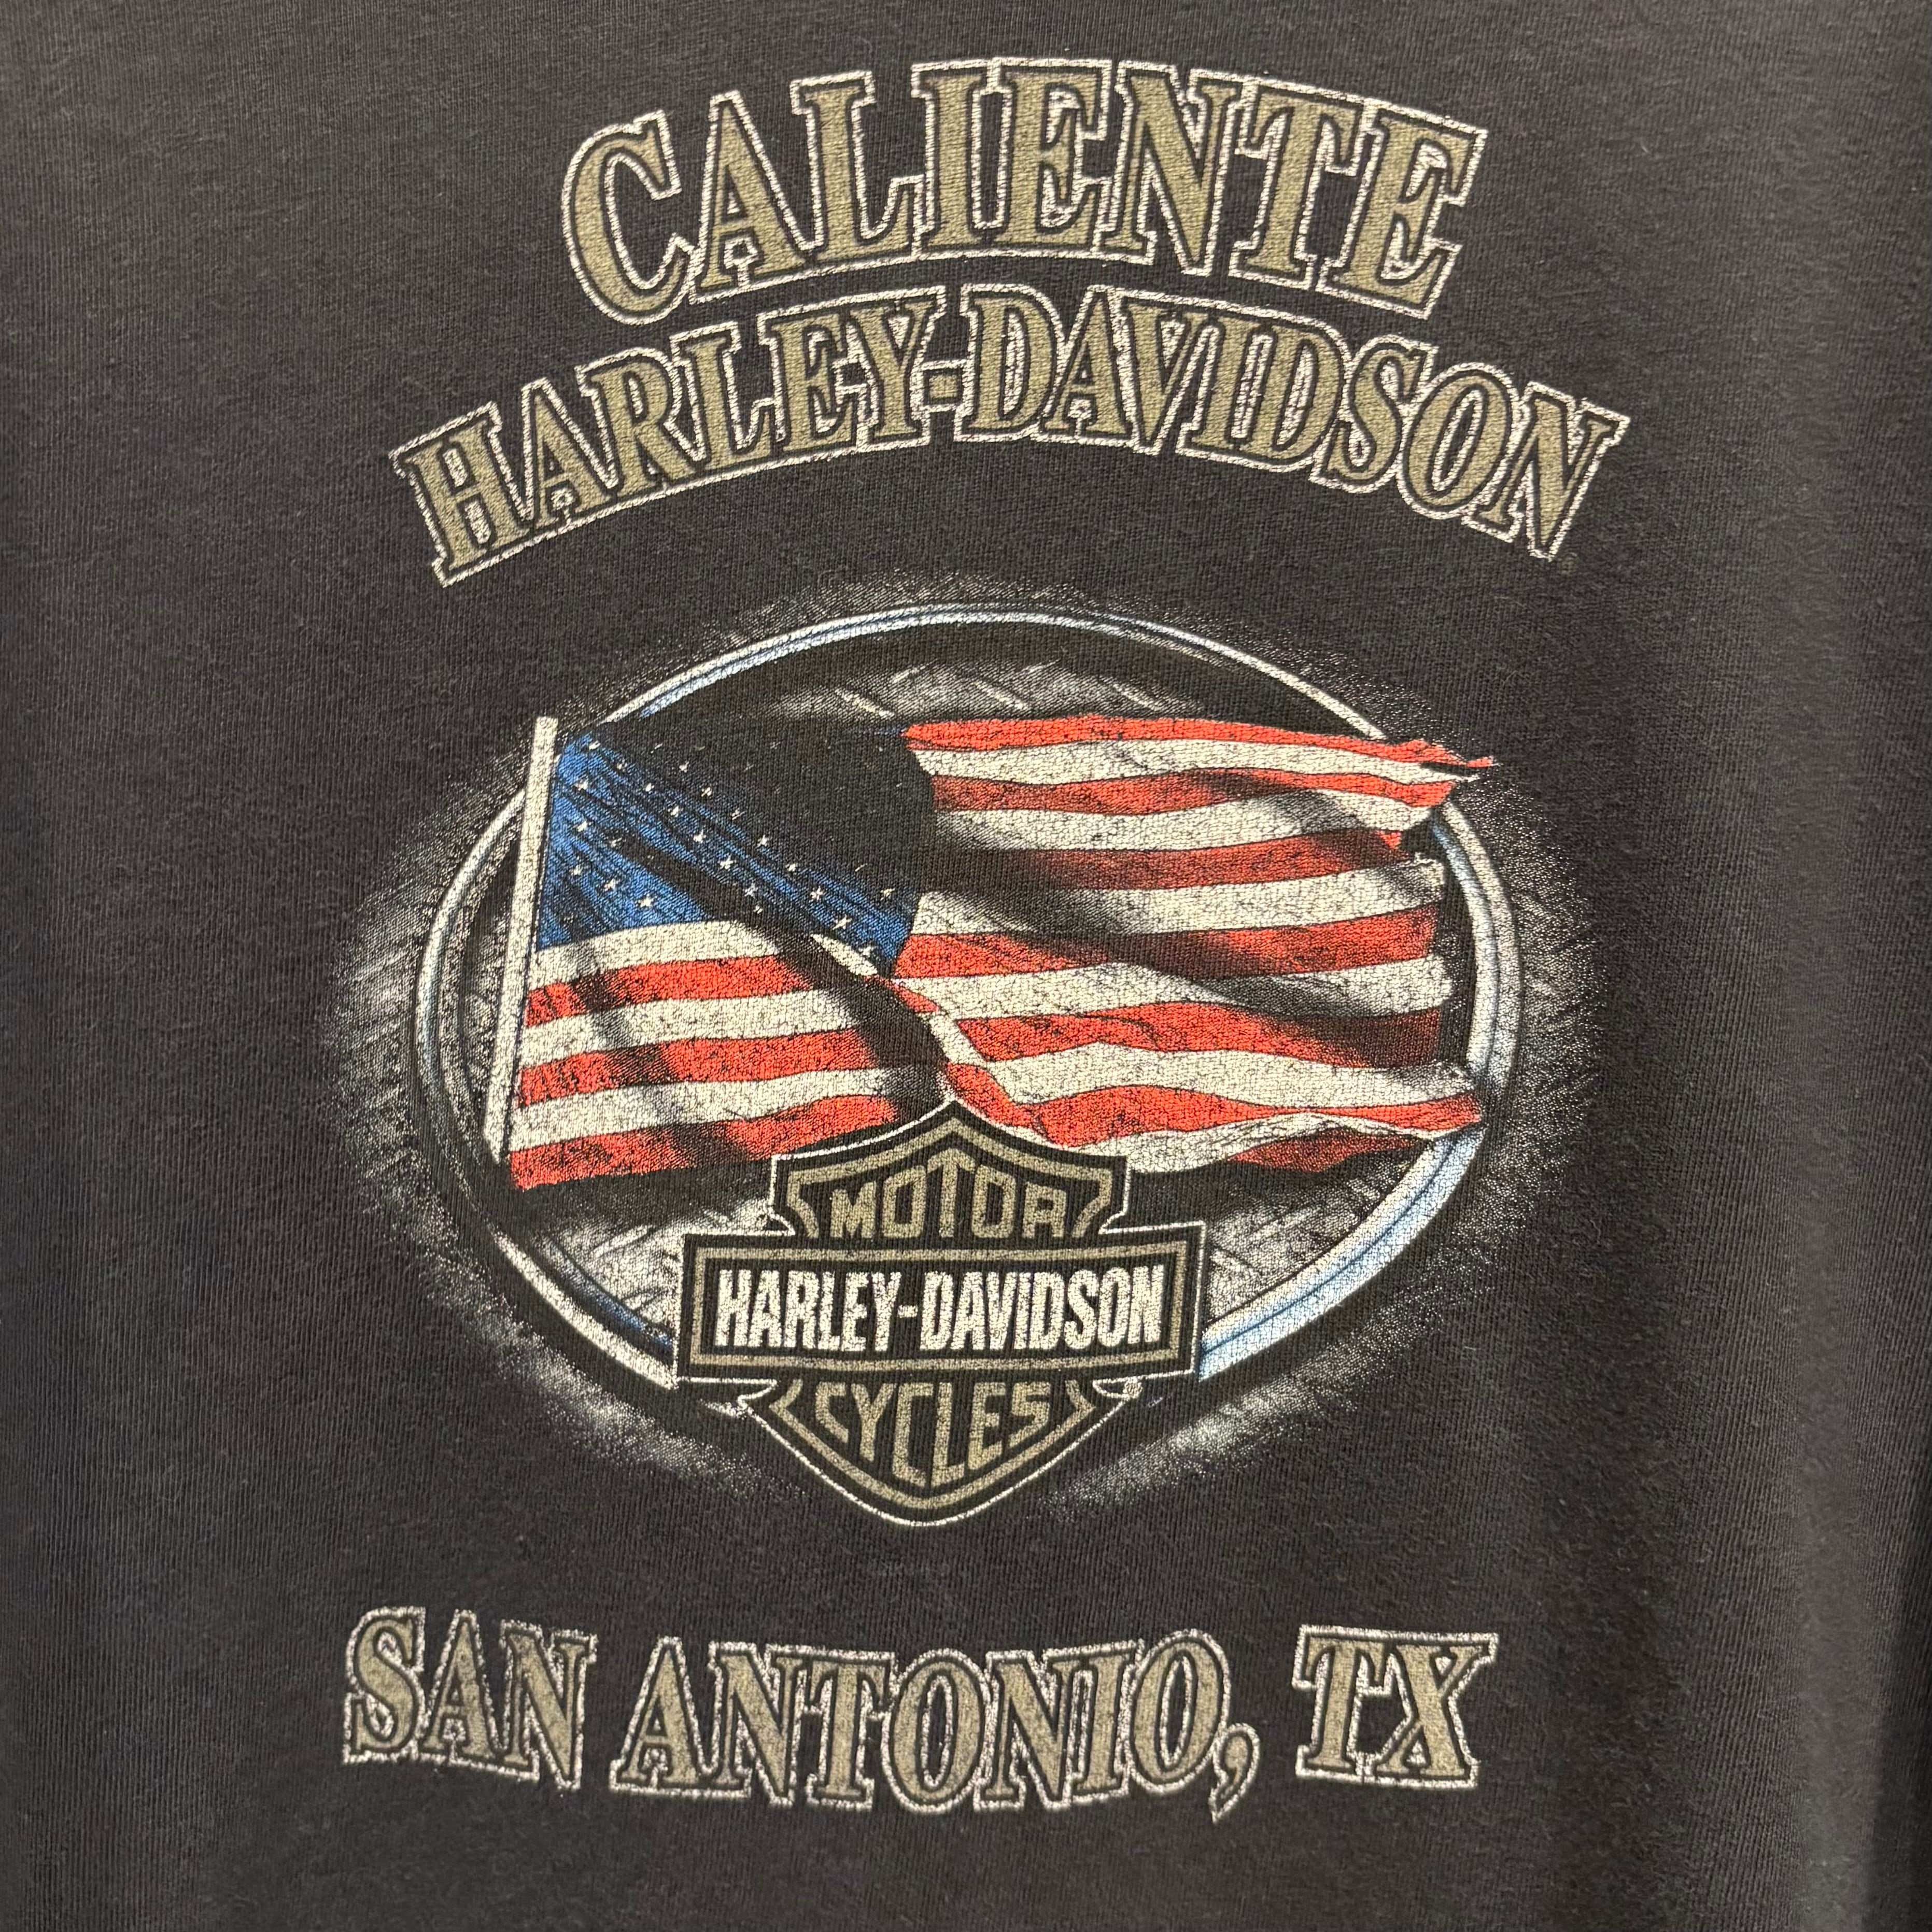 CALIENTE
HARLEY-DAVIDSON
MOTOR
HARLEY-DAVIDSON
CYCLES
SAN ANTONIO, TX